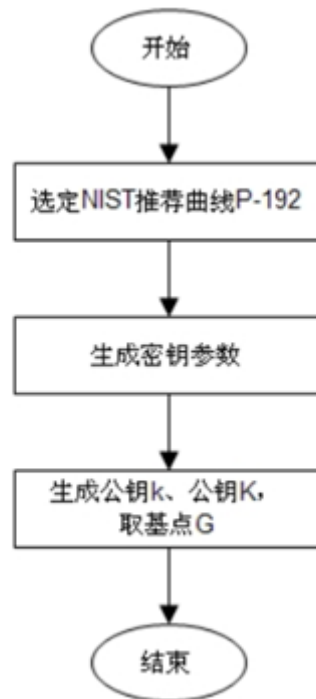 开始
选定NIST推荐曲线P-192
生成密钥参数
生成公钥k、公钥K，
取基点G
结束